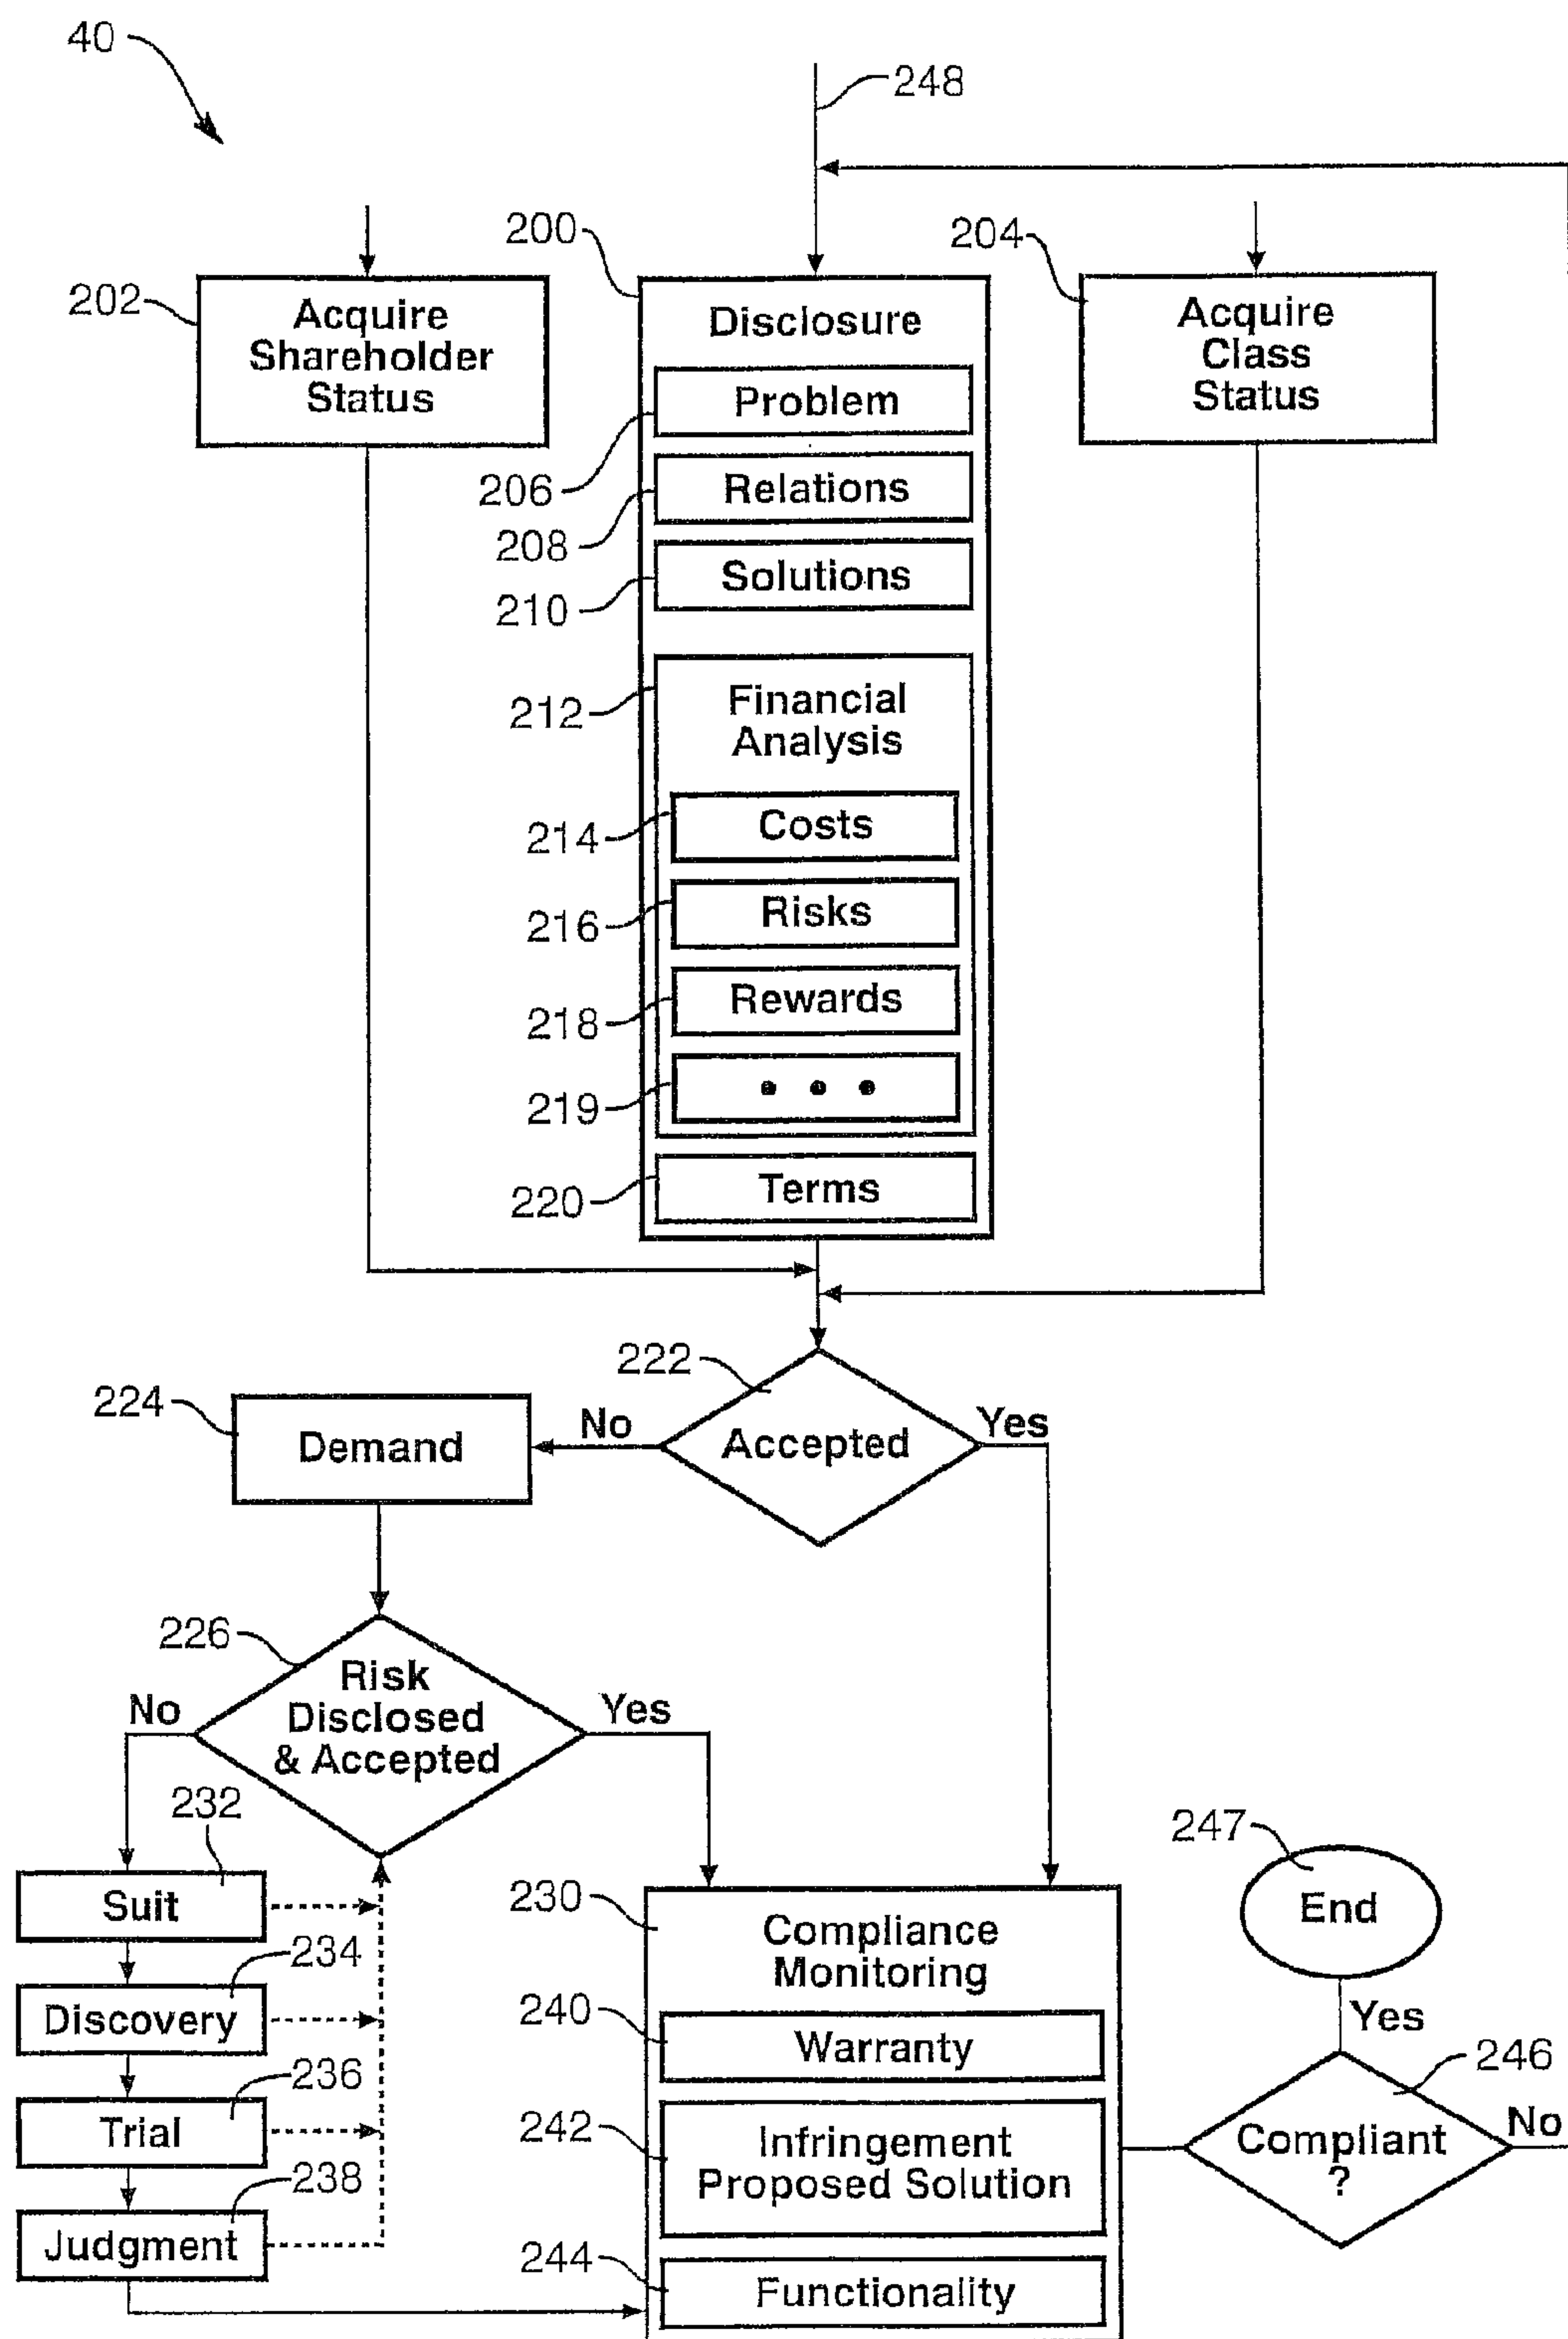 40
248
200
204
202
Acquire
Shareholder
Status
Disclosure
Acquire
Class
Status
Problem
206
Relations
208
Solutions
210
212
Financial
Analysis
214
Costs
216
Risks
218
Rewards
219
• • •
220
Terms
222
224
Demand
No
Accepted
Yes
226
Risk
Disclosed
& Accepted
No
Yes
232
Suit
234
Discovery
236
Trial
238
Judgment
230
Compliance
Monitoring
240
Warranty
242
Infringement
Proposed Solution
244
Functionality
247
End
Yes
246
Compliant
?
No